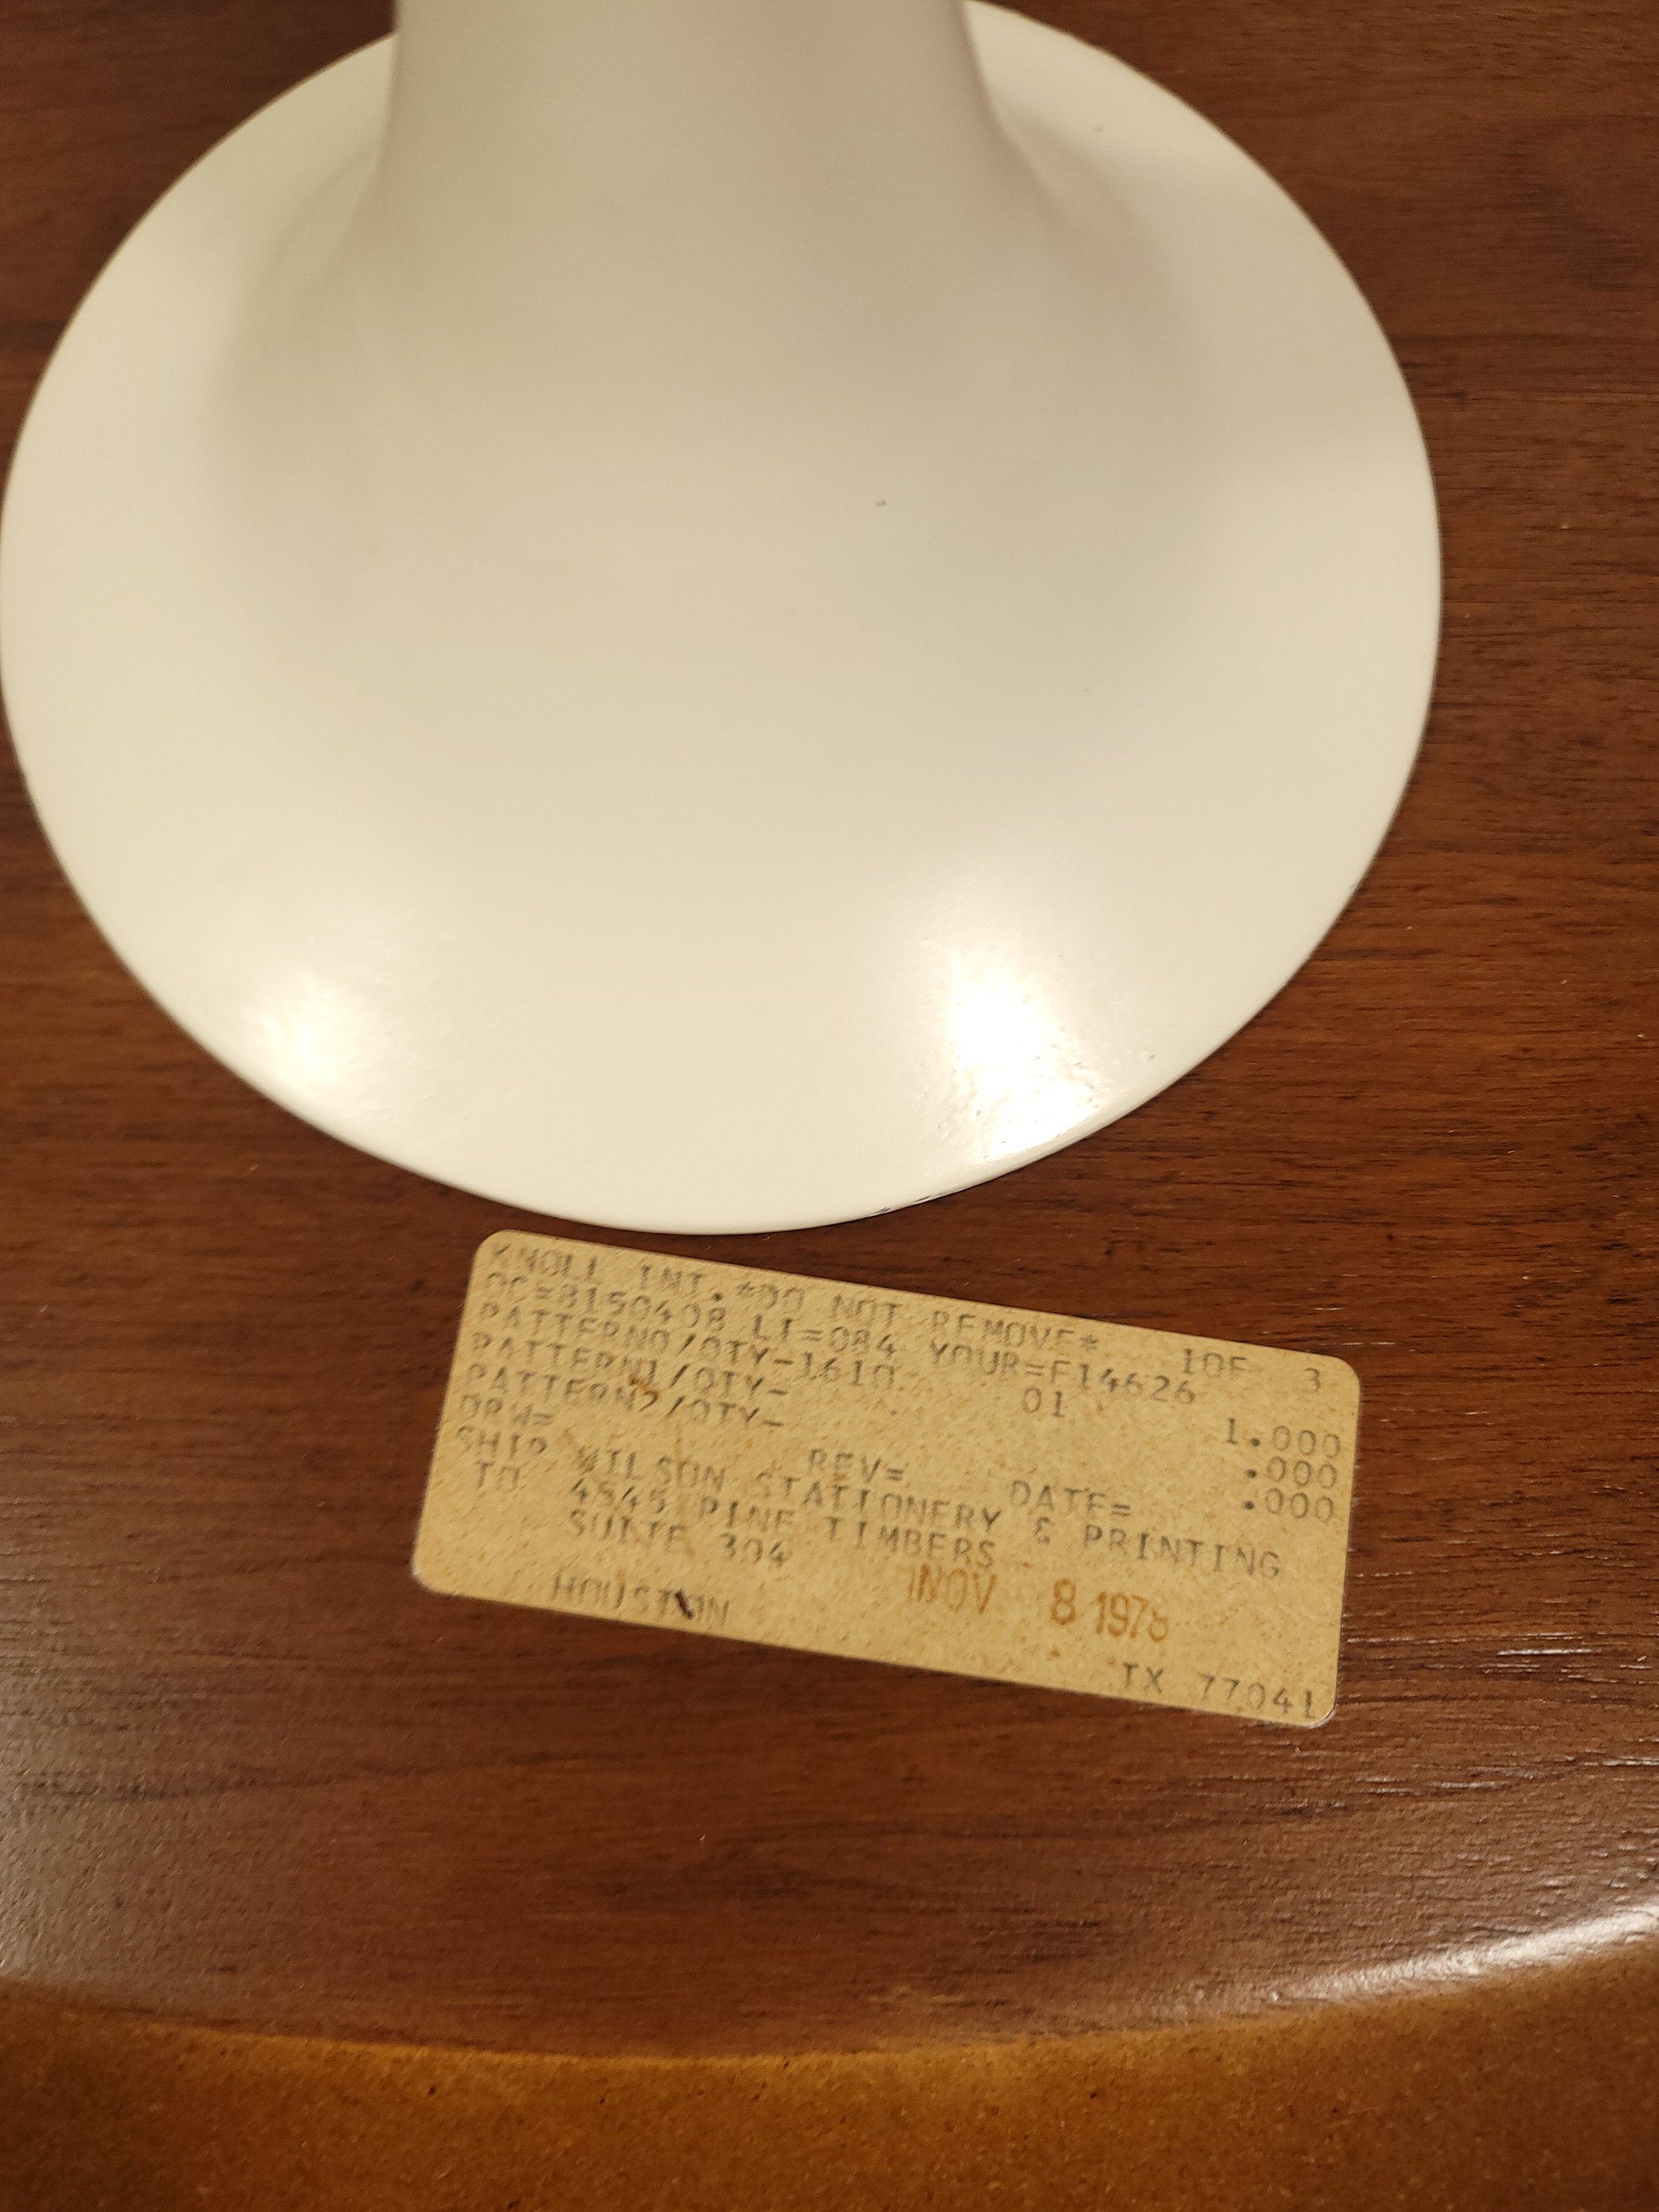 KNOLL INT.*DO NOT REMOVE* 1OF 3
OC=8150408 LI=084 YOUR=F14626
PATTERN0/QTY-1610 01 1.000
PATTERN1/QTY- .000
PATTERN2/QTY- .000
DRW= REV= DATE=
SHIP WILSON STATIONERY & PRINTING
TO 4545 PINE TIMBERS
SUITE 304
NOV 8 1978
HOUSTON TX 77041